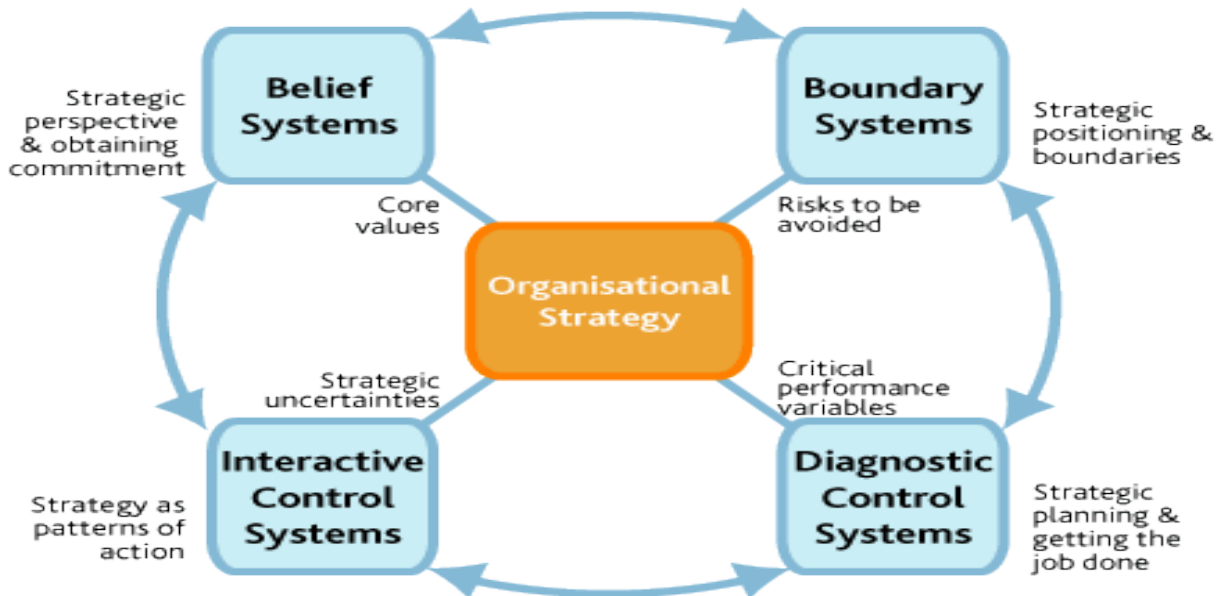 Belief
Systems
Boundary
Systems
Strategic
perspective
& obtaining
commitment
Strategic
positioning &
boundaries
Core
values
Risks to be
avoided
Organisational
Strategy
Strategic
uncertainties
Critical
performance
variables
Interactive
Control
Systems
Diagnostic
Control
Systems
Strategy as
patterns of
action
Strategic
planning &
getting the
job done